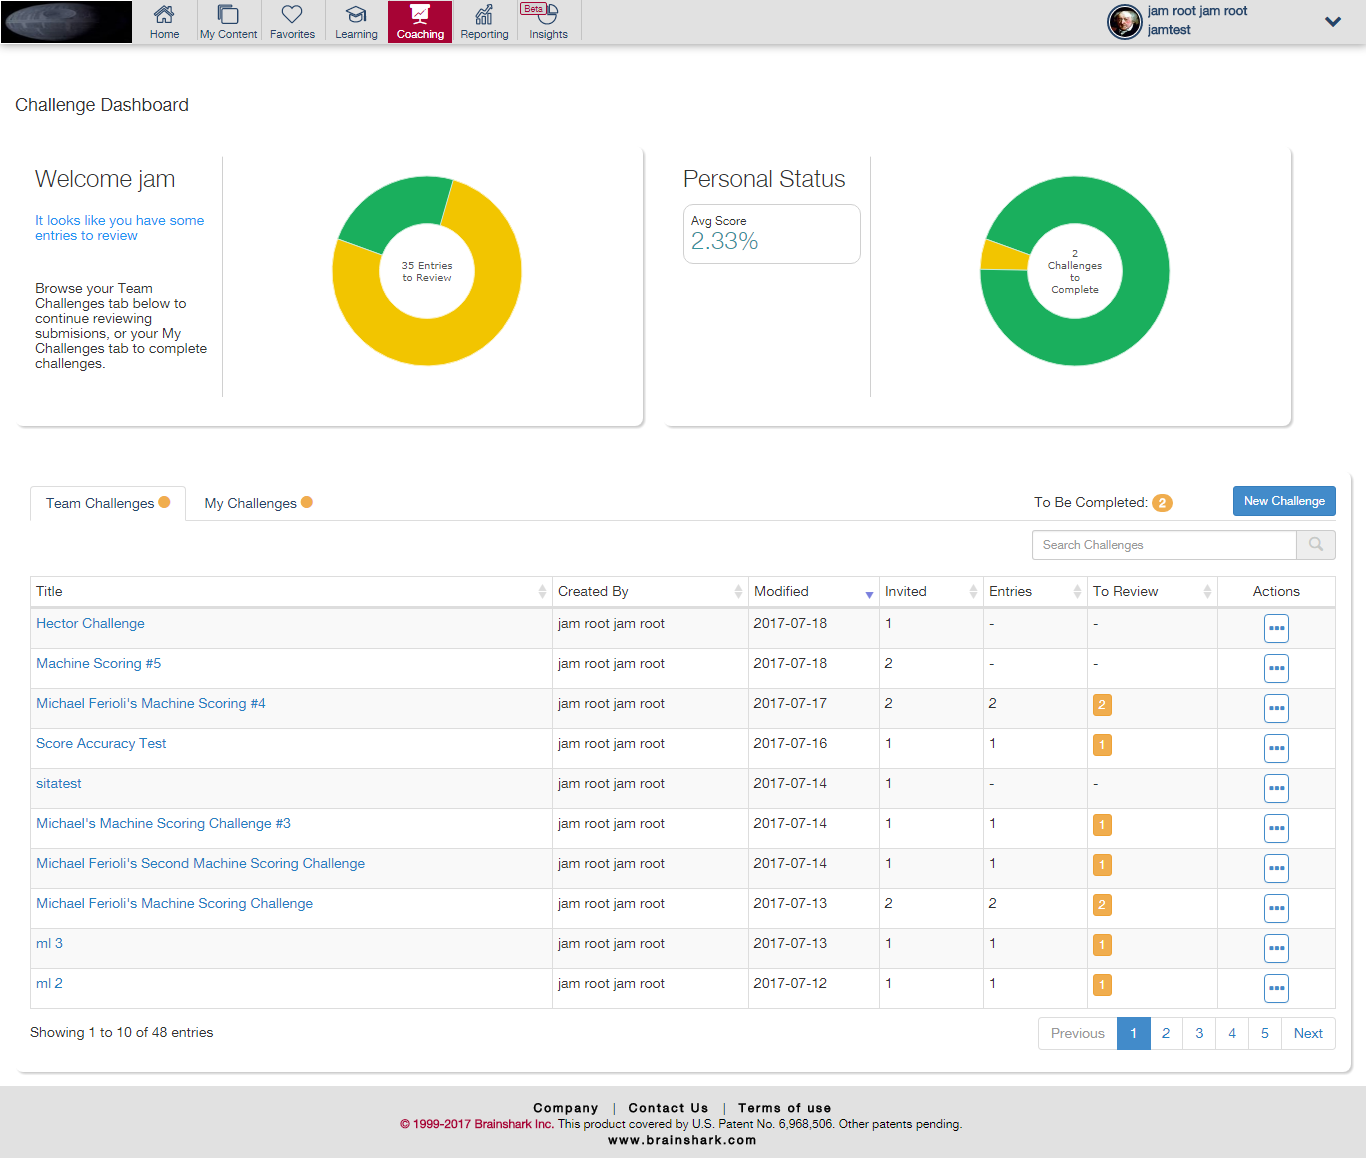 Home
My Content
Favorites
Learning
Coaching
Reporting
Beta
Insights
jam root jam root
jamtest
Challenge Dashboard
Welcome jam
It looks like you have some
entries to review
Browse your Team
Challenges tab below to
continue reviewing
submisions, or your My
Challenges tab to complete
challenges.
35 Entries
to Review
Personal Status
Avg Score
2.33%
2
Challenges
to
Complete
Team Challenges
My Challenges
To Be Completed: 2
New Challenge
Search Challenges
Title Created By Modified Invited Entries To Review Actions
Hector Challenge jam root jam root 2017-07-18 1 - -
Machine Scoring #5 jam root jam root 2017-07-18 2 - -
Michael Ferioli's Machine Scoring #4 jam root jam root 2017-07-17 2 2 2
Score Accuracy Test jam root jam root 2017-07-16 1 1 1
sitatest jam root jam root 2017-07-14 1 - -
Michael's Machine Scoring Challenge #3 jam root jam root 2017-07-14 1 1 1
Michael Ferioli's Second Machine Scoring Challenge jam root jam root 2017-07-14 1 1 1
Michael Ferioli's Machine Scoring Challenge jam root jam root 2017-07-13 2 2 2
ml 3 jam root jam root 2017-07-13 1 1 1
ml 2 jam root jam root 2017-07-12 1 1 1
Showing 1 to 10 of 48 entries
Previous 1 2 3 4 5 Next
Company | Contact Us | Terms of use
© 1999-2017 Brainshark Inc. This product covered by U.S. Patent No. 6,968,506. Other patents pending.
www.brainshark.com